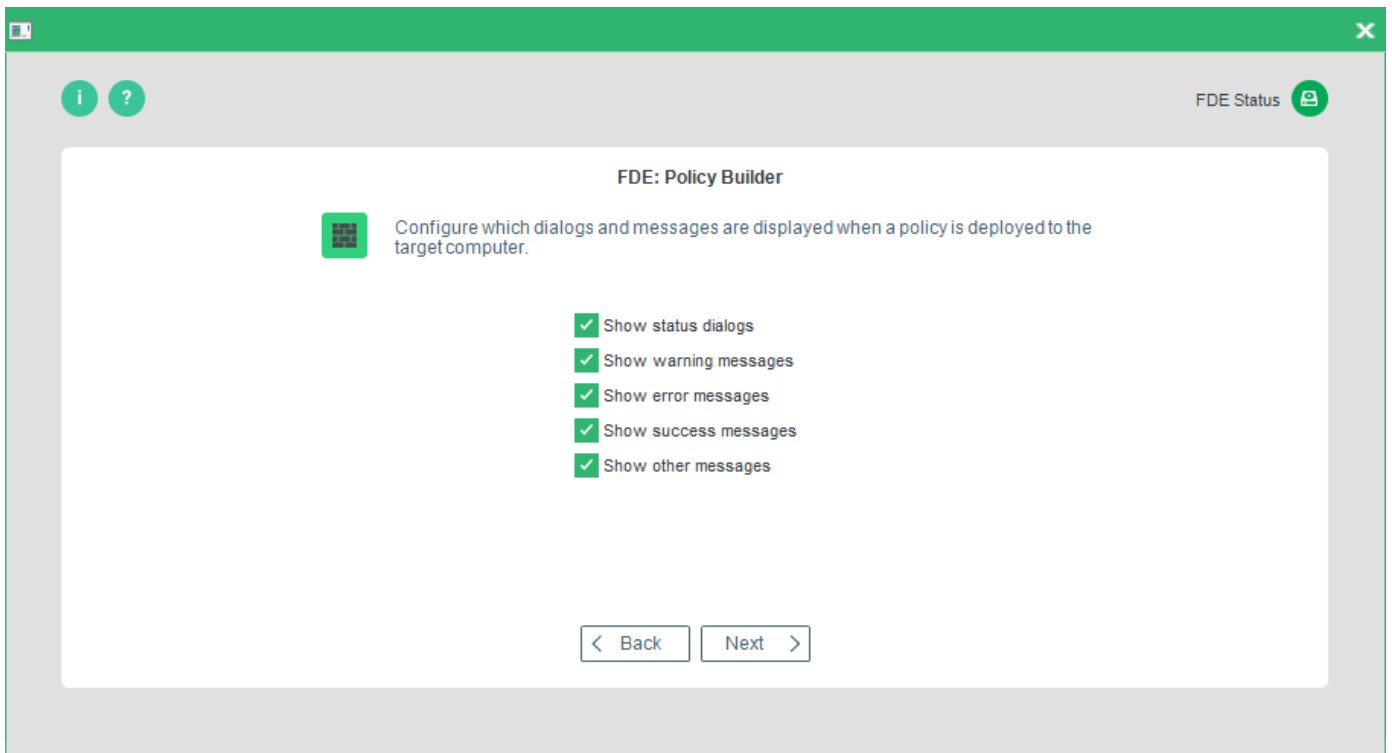 i ?
FDE Status
FDE: Policy Builder
Configure which dialogs and messages are displayed when a policy is deployed to the
target computer.
Show status dialogs
Show warning messages
Show error messages
Show success messages
Show other messages
Back
Next